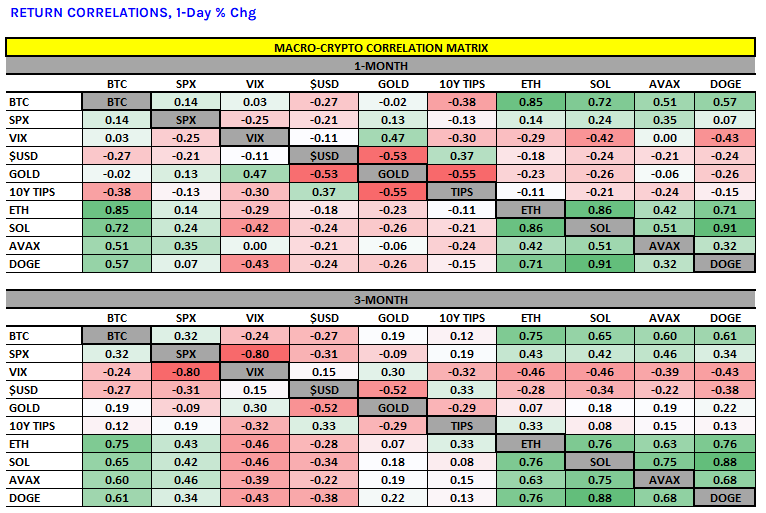 RETURN CORRELATIONS, 1-Day % Chg
MACRO-CRYPTO CORRELATION MATRIX
1-MONTH
BTC SPX VIX $USD GOLD 10Y TIPS ETH SOL AVAX DOGE
BTC BTC 0.14 0.03 -0.27 -0.02 -0.38 0.85 0.72 0.51 0.57
SPX 0.14 SPX -0.25 -0.21 0.13 -0.13 0.14 0.24 0.35 0.07
VIX 0.03 -0.25 VIX -0.11 0.47 -0.30 -0.29 -0.42 0.00 -0.43
$USD -0.27 -0.21 -0.11 $USD -0.53 0.37 -0.18 -0.24 -0.21 -0.24
GOLD -0.02 0.13 0.47 -0.53 GOLD -0.55 -0.23 -0.26 -0.06 -0.26
10Y TIPS -0.38 -0.13 -0.30 0.37 -0.55 TIPS -0.11 -0.21 -0.24 -0.15
ETH 0.85 0.14 -0.29 -0.18 -0.23 -0.11 ETH 0.86 0.42 0.71
SOL 0.72 0.24 -0.42 -0.24 -0.26 -0.21 0.86 SOL 0.51 0.91
AVAX 0.51 0.35 0.00 -0.21 -0.06 -0.24 0.42 0.51 AVAX 0.32
DOGE 0.57 0.07 -0.43 -0.24 -0.26 -0.15 0.71 0.91 0.32 DOGE
3-MONTH
BTC SPX VIX $USD GOLD 10Y TIPS ETH SOL AVAX DOGE
BTC BTC 0.32 -0.24 -0.27 0.19 0.12 0.75 0.65 0.60 0.61
SPX 0.32 SPX -0.80 -0.31 -0.09 0.19 0.43 0.42 0.46 0.34
VIX -0.24 -0.80 VIX 0.15 0.30 -0.32 -0.46 -0.46 -0.39 -0.43
$USD -0.27 -0.31 0.15 $USD -0.52 0.33 -0.28 -0.34 -0.22 -0.38
GOLD 0.19 -0.09 0.30 -0.52 GOLD -0.29 0.07 0.18 0.19 0.22
10Y TIPS 0.12 0.19 -0.32 0.33 -0.29 TIPS 0.33 0.08 0.15 0.13
ETH 0.75 0.43 -0.46 -0.28 0.07 0.33 ETH 0.76 0.63 0.76
SOL 0.65 0.42 -0.46 -0.34 0.18 0.08 0.76 SOL 0.75 0.88
AVAX 0.60 0.46 -0.39 -0.22 0.19 0.15 0.63 0.75 AVAX 0.68
DOGE 0.61 0.34 -0.43 -0.38 0.22 0.13 0.76 0.88 0.68 DOGE